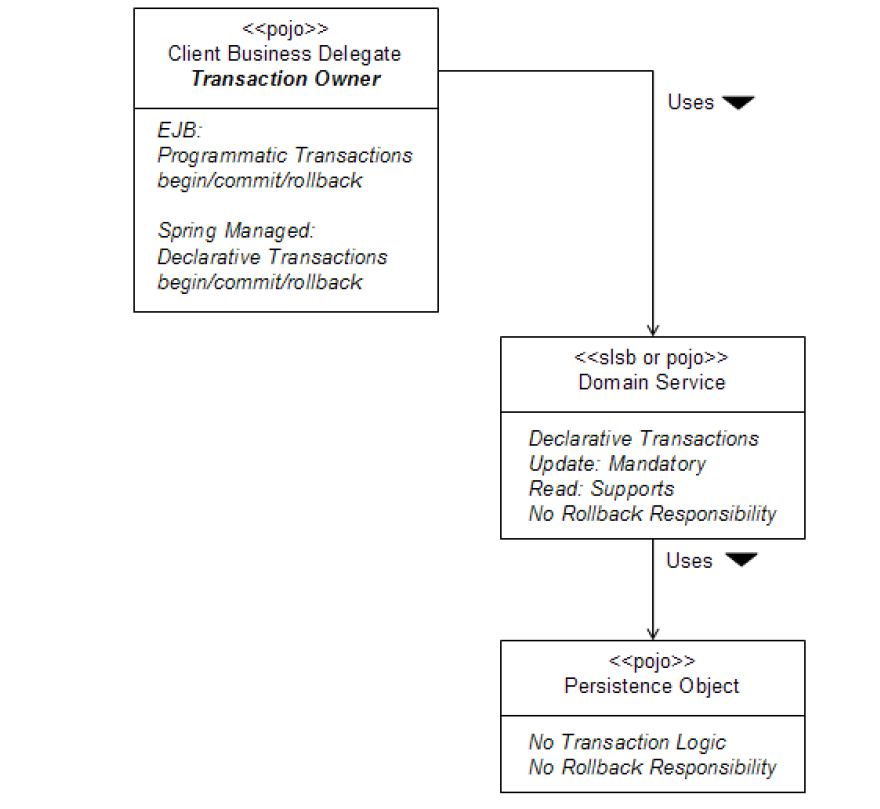 <<pojo>>
Client Business Delegate
Transaction Owner
EJB:
Programmatic Transactions
begin/commit/rollback
Spring Managed:
Declarative Transactions
begin/commit/rollback
Uses
<<slsb or pojo>>
Domain Service
Declarative Transactions
Update: Mandatory
Read: Supports
No Rollback Responsibility
Uses
<<pojo>>
Persistence Object
No Transaction Logic
No Rollback Responsibility